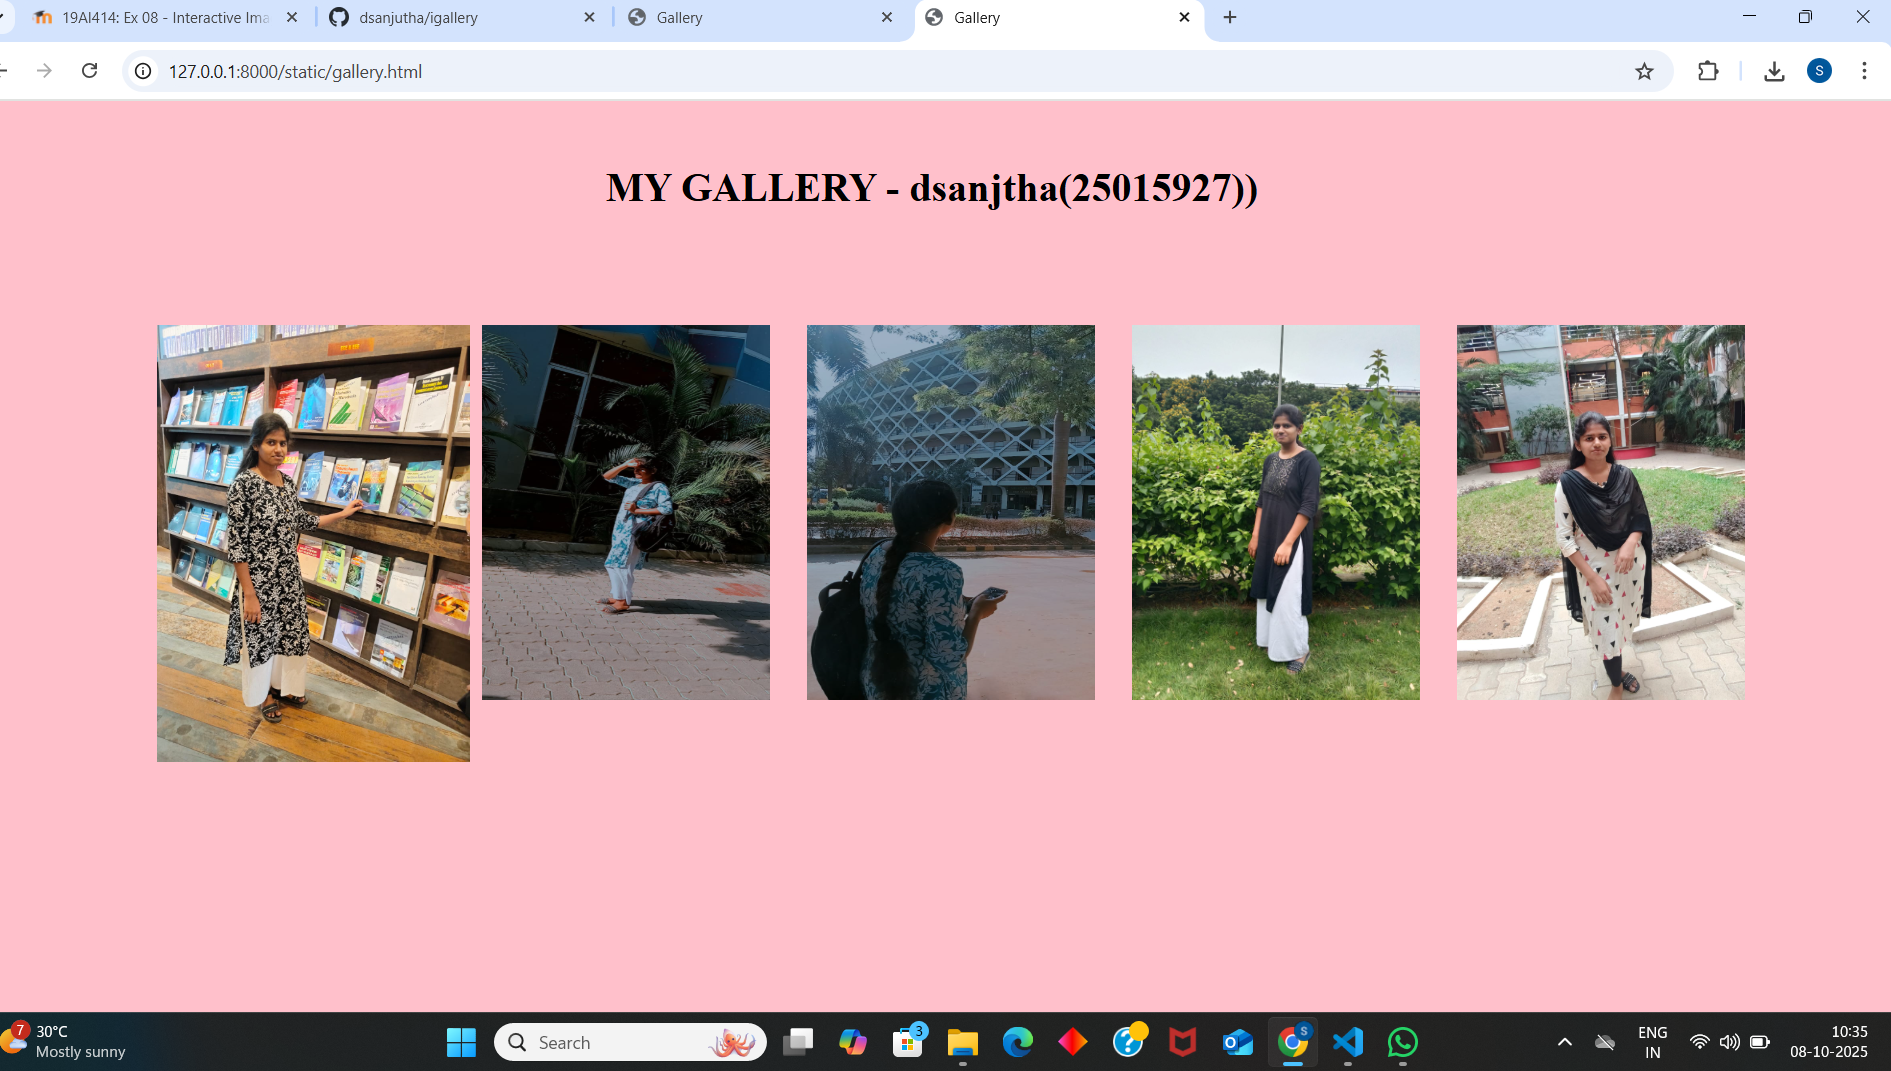 19AI414: Ex 08 - Interactive Ima
dsanjutha/igallery
Gallery
Gallery
127.0.0.1:8000/static/gallery.html
S
MY GALLERY - dsanjtha(25015927))
7
30°C
Mostly sunny
Search
3
S
ENG
IN
10:35
08-10-2025